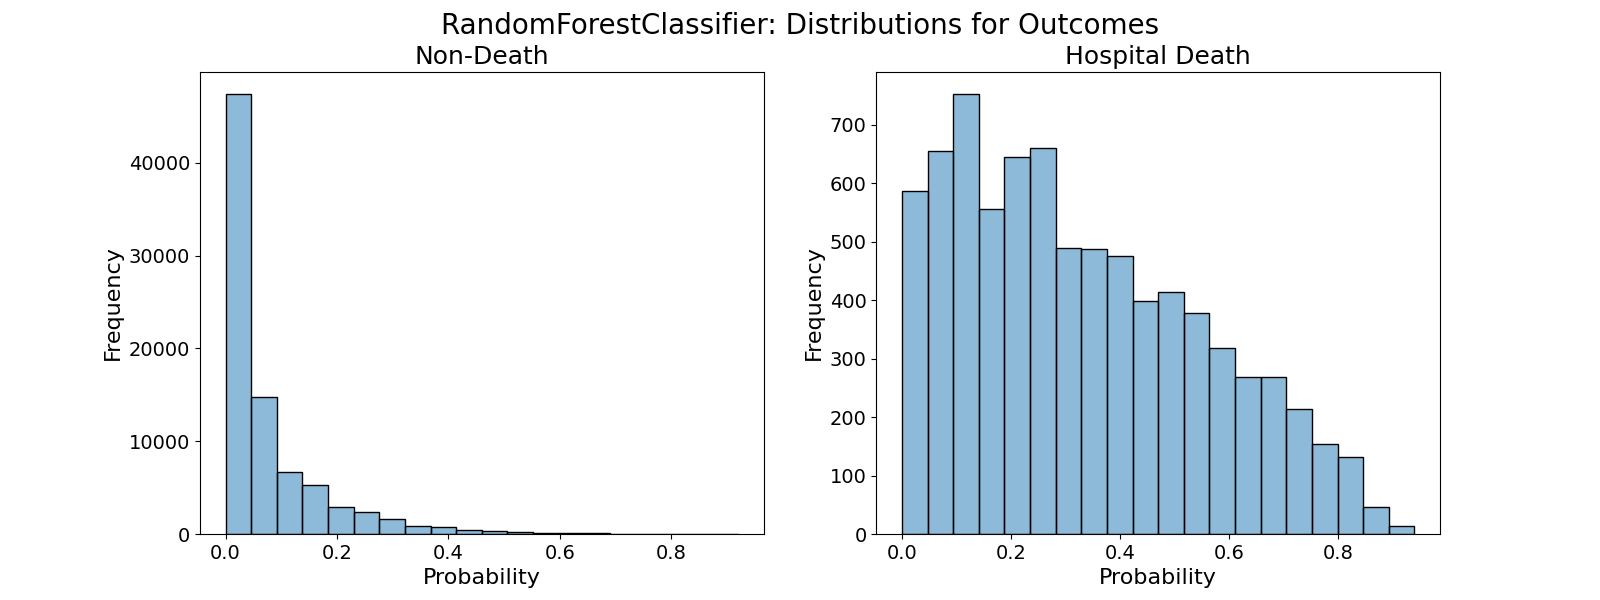 RandomForestClassifier: Distributions for Outcomes
Non-Death
Frequency
40000
30000
20000
10000
0
0.0 0.2 0.4 0.6 0.8
Probability
Hospital Death
Frequency
700
600
500
400
300
200
100
0
0.0 0.2 0.4 0.6 0.8
Probability